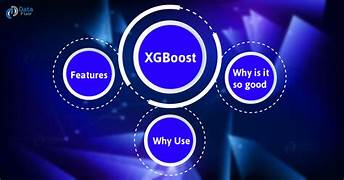 Data
Flair
XGBoost
Features
Why is it
so good
Why Use